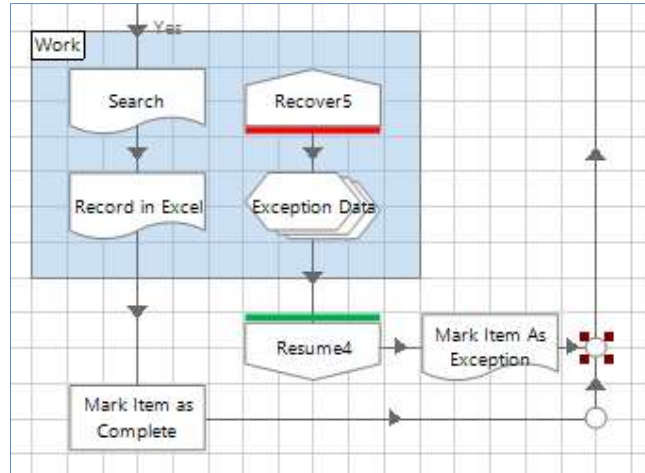 Yes
Work
Search
Recover5
Record in Excel
Exception Data
Resume4
Mark Item As
Exception
Mark Item as
Complete